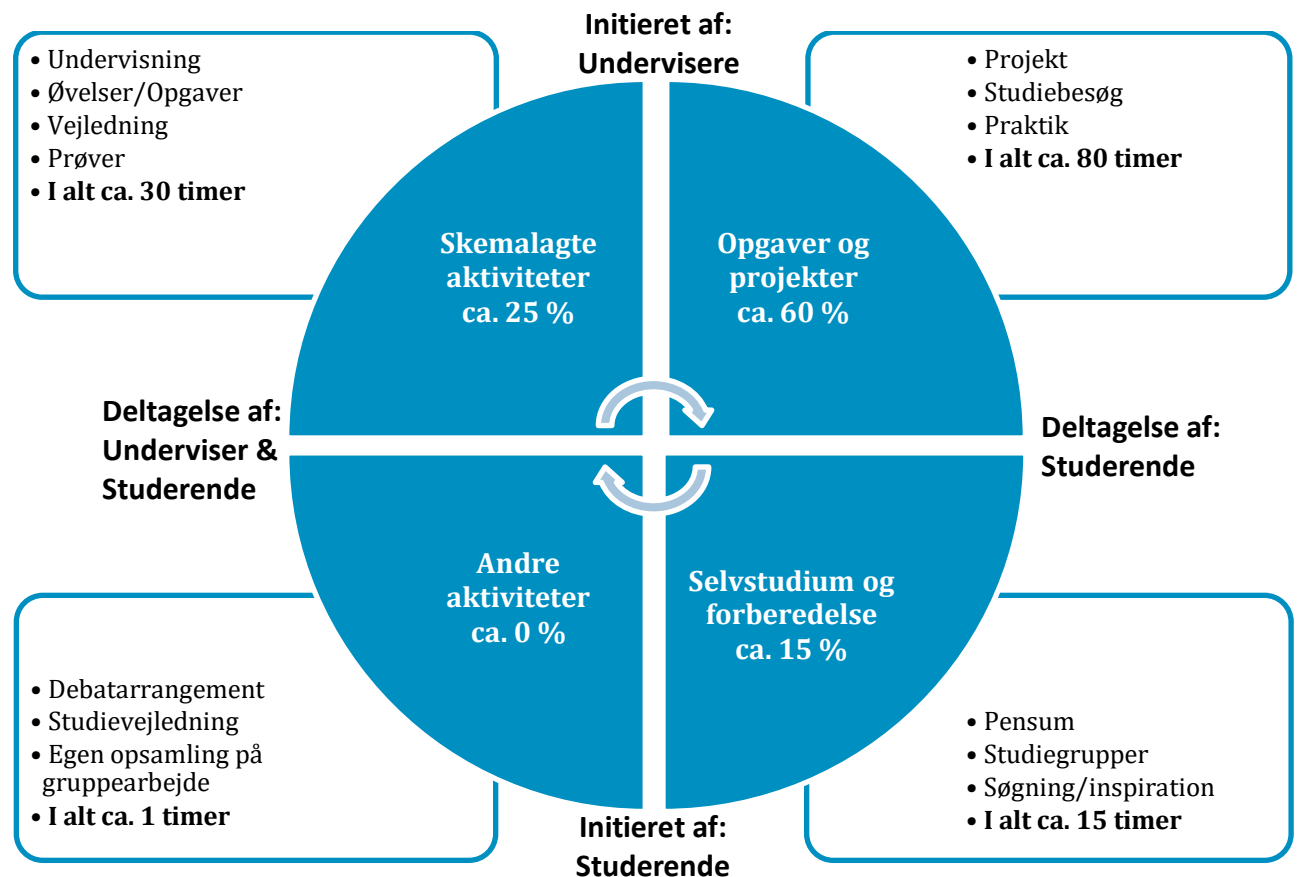 Initieret af:
Undervisere
• Undervisning
• Øvelser/Opgaver
• Vejledning
• Prøver
• I alt ca. 30 timer
• Projekt
• Studiebesøg
• Praktik
• I alt ca. 80 timer
Skemalagte
aktiviteter
ca. 25 %
Opgaver og
projekter
ca. 60 %
Deltagelse af:
Underviser &
Studerende
Deltagelse af:
Studerende
Andre
aktiviteter
ca. 0 %
Selvstudium og
forberedelse
ca. 15 %
• Debatarrangement
• Studievejledning
• Egen opsamling på
gruppearbejde
• I alt ca. 1 timer
• Pensum
• Studiegrupper
• Søgning/inspiration
• I alt ca. 15 timer
Initieret af:
Studerende